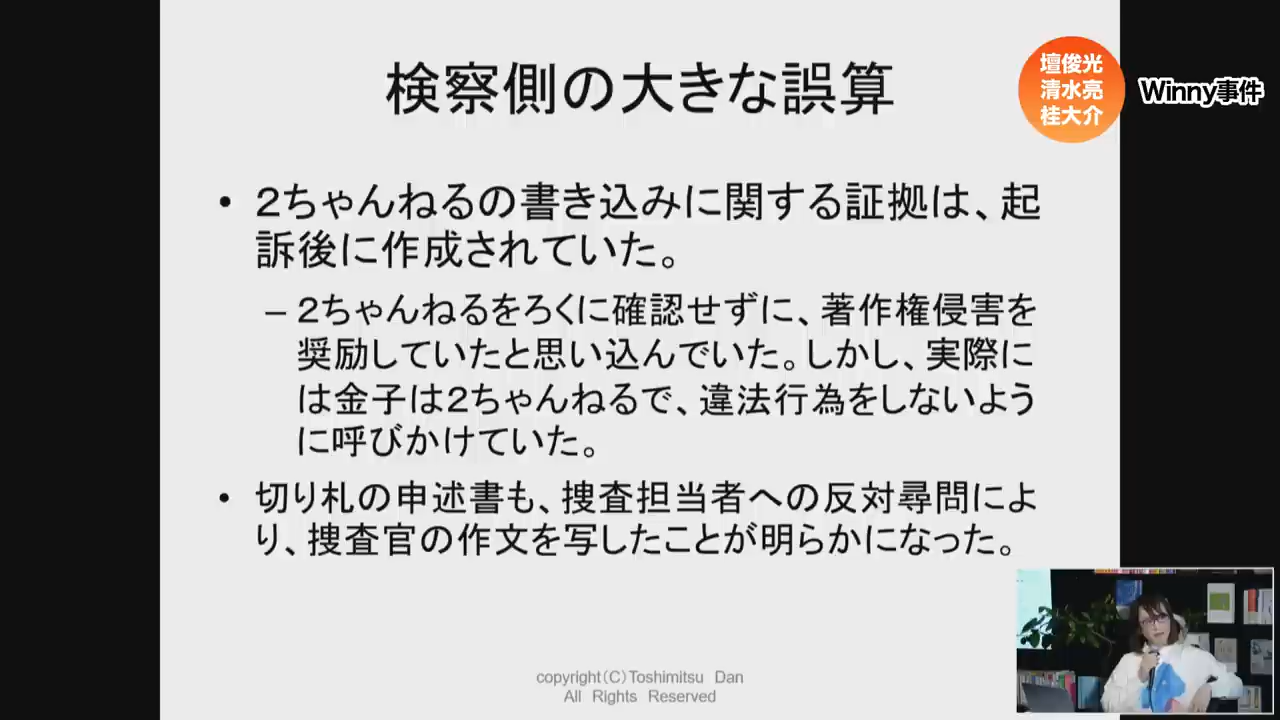 検察側の大きな誤算
壇俊光
清水亮
桂大介
Winny事件
• 2ちゃんねるの書き込みに関する証拠は、起
訴後に作成されていた。
– 2ちゃんねるをろくに確認せずに、著作権侵害を
奨励していたと思い込んでいた。しかし、実際に
は金子は2ちゃんねるで、違法行為をしないよう
に呼びかけていた。
• 切り札の申述書も、捜査担当者への反対尋問によ
り、捜査官の作文を写したことが明らかになった。
copyright(C)Toshimitsu Dan
All Rights Reserved